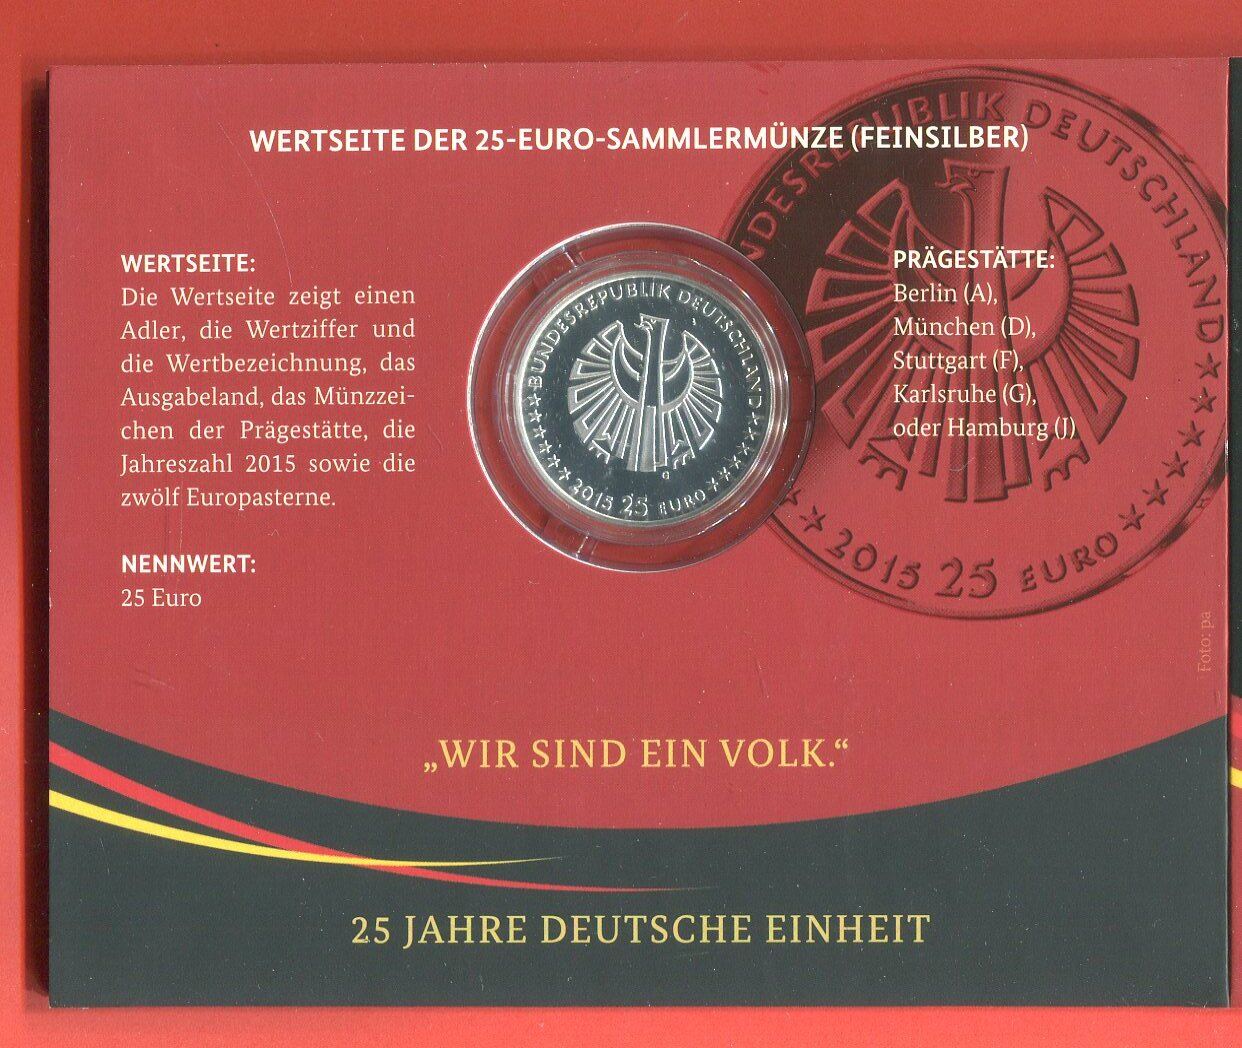 WERTSEITE DER 25-EURO-SAMMLERMÜNZE (FEINSILBER)
WERTSEITE:
Die Wertseite zeigt einen
Adler, die Wertziffer und
die Wertbezeichnung, das
Ausgabeland, das Münzzei-
chen der Prägestätte, die
Jahreszahl 2015 sowie die
zwölf Europasterne.
NENNWERT:
25 Euro
BUNDESREPUBLIK DEUTSCHLAND
G
2015 25 EURO
BUNDESREPUBLIK DEUTSCHLAND
2015 25 EURO
PRÄGESTÄTTE:
Berlin (A),
München (D),
Stuttgart (F),
Karlsruhe (G),
oder Hamburg (J)
Foto: pa
„WIR SIND EIN VOLK.“
25 JAHRE DEUTSCHE EINHEIT